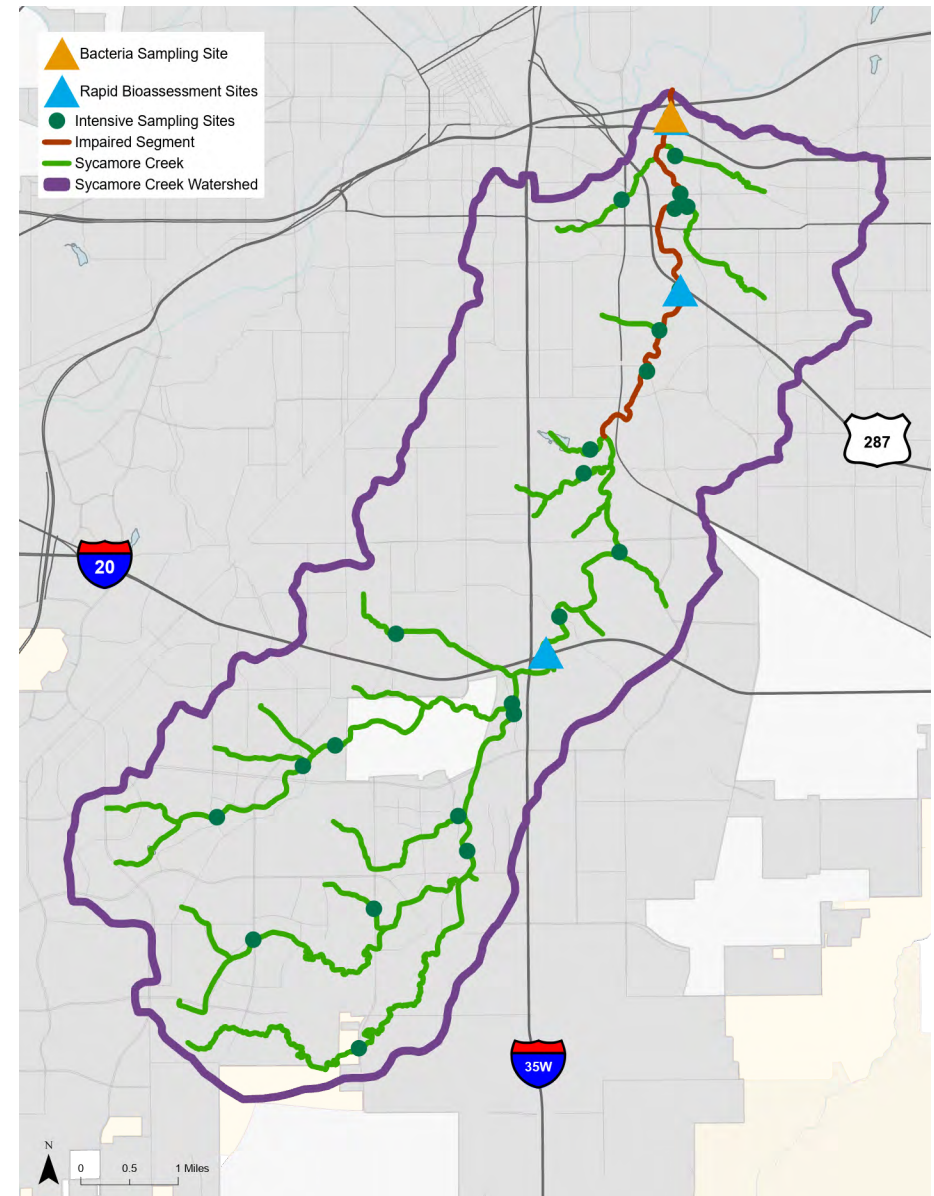 Bacteria Sampling Site
Rapid Bioassessment Sites
Intensive Sampling Sites
Impaired Segment
Sycamore Creek
Sycamore Creek Watershed
287
20
35W
N
0 0.5 1 Miles